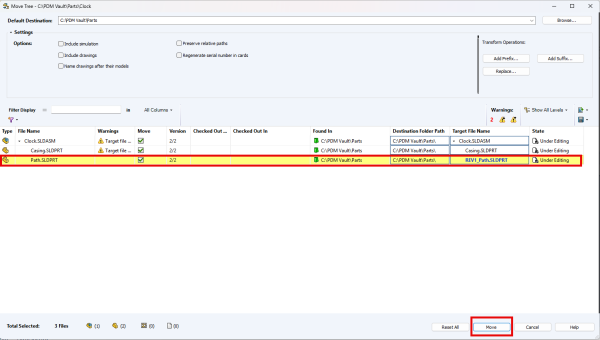 Move Tree - C:\PDM Vault\Parts\Clock
Default Destination: C:\PDM Vault\Parts Browse...
Settings
Options: Include simulation Preserve relative paths Transform Operations:
Include drawings Regenerate serial number in cards Add Prefix... Add Suffix...
Name drawings after their models Replace...
Filter Display in All Columns Warnings: Show All Levels
2
Type File Name Warnings Move Version Checked Out ... Checked Out In Found In Destination Folder Path Target File Name State
Clock.SLDASM Target file ... 2/2 C:\PDM Vault\Parts C:\PDM Vault\Parts\ Clock.SLDASM Under Editing
Casing.SLDPRT Target file ... 2/2 C:\PDM Vault\Parts C:\PDM Vault\Parts\ Casing.SLDPRT Under Editing
Path.SLDPRT 2/2 C:\PDM Vault\Parts C:\PDM Vault\Parts\ REV1_Path.SLDPRT Under Editing
Total Selected: 3 Files (1) (2) (0) (0) Reset All Move Cancel Help